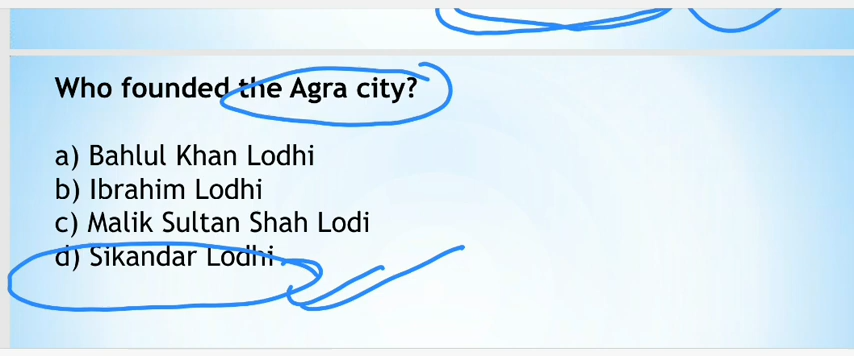 Who founded the Agra city?
a) Bahlul Khan Lodhi
b) Ibrahim Lodhi
c) Malik Sultan Shah Lodi
d) Sikandar Lodhi